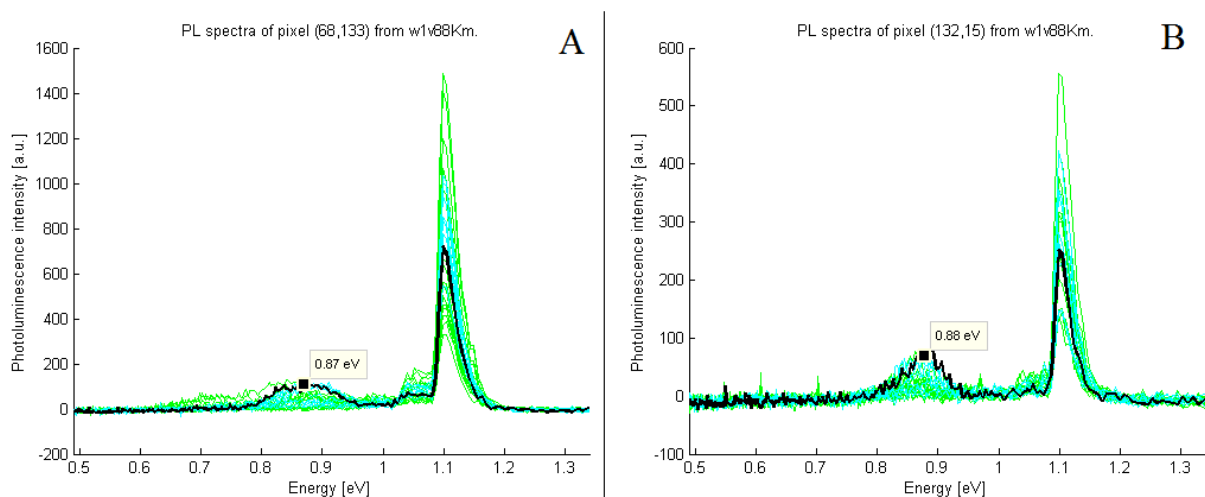 PL spectra of pixel (68,133) from w1v88Km.
A
1600
1400
1200
1000
800
600
400
200
0
-200
Photoluminescence intensity [a.u.]
0.87 eV
0.5 0.6 0.7 0.8 0.9 1 1.1 1.2 1.3
Energy [eV]
PL spectra of pixel (132,15) from w1v88Km.
B
600
500
400
300
200
100
0
-100
Photoluminescence intensity [a.u.]
0.88 eV
0.5 0.6 0.7 0.8 0.9 1 1.1 1.2 1.3
Energy [eV]